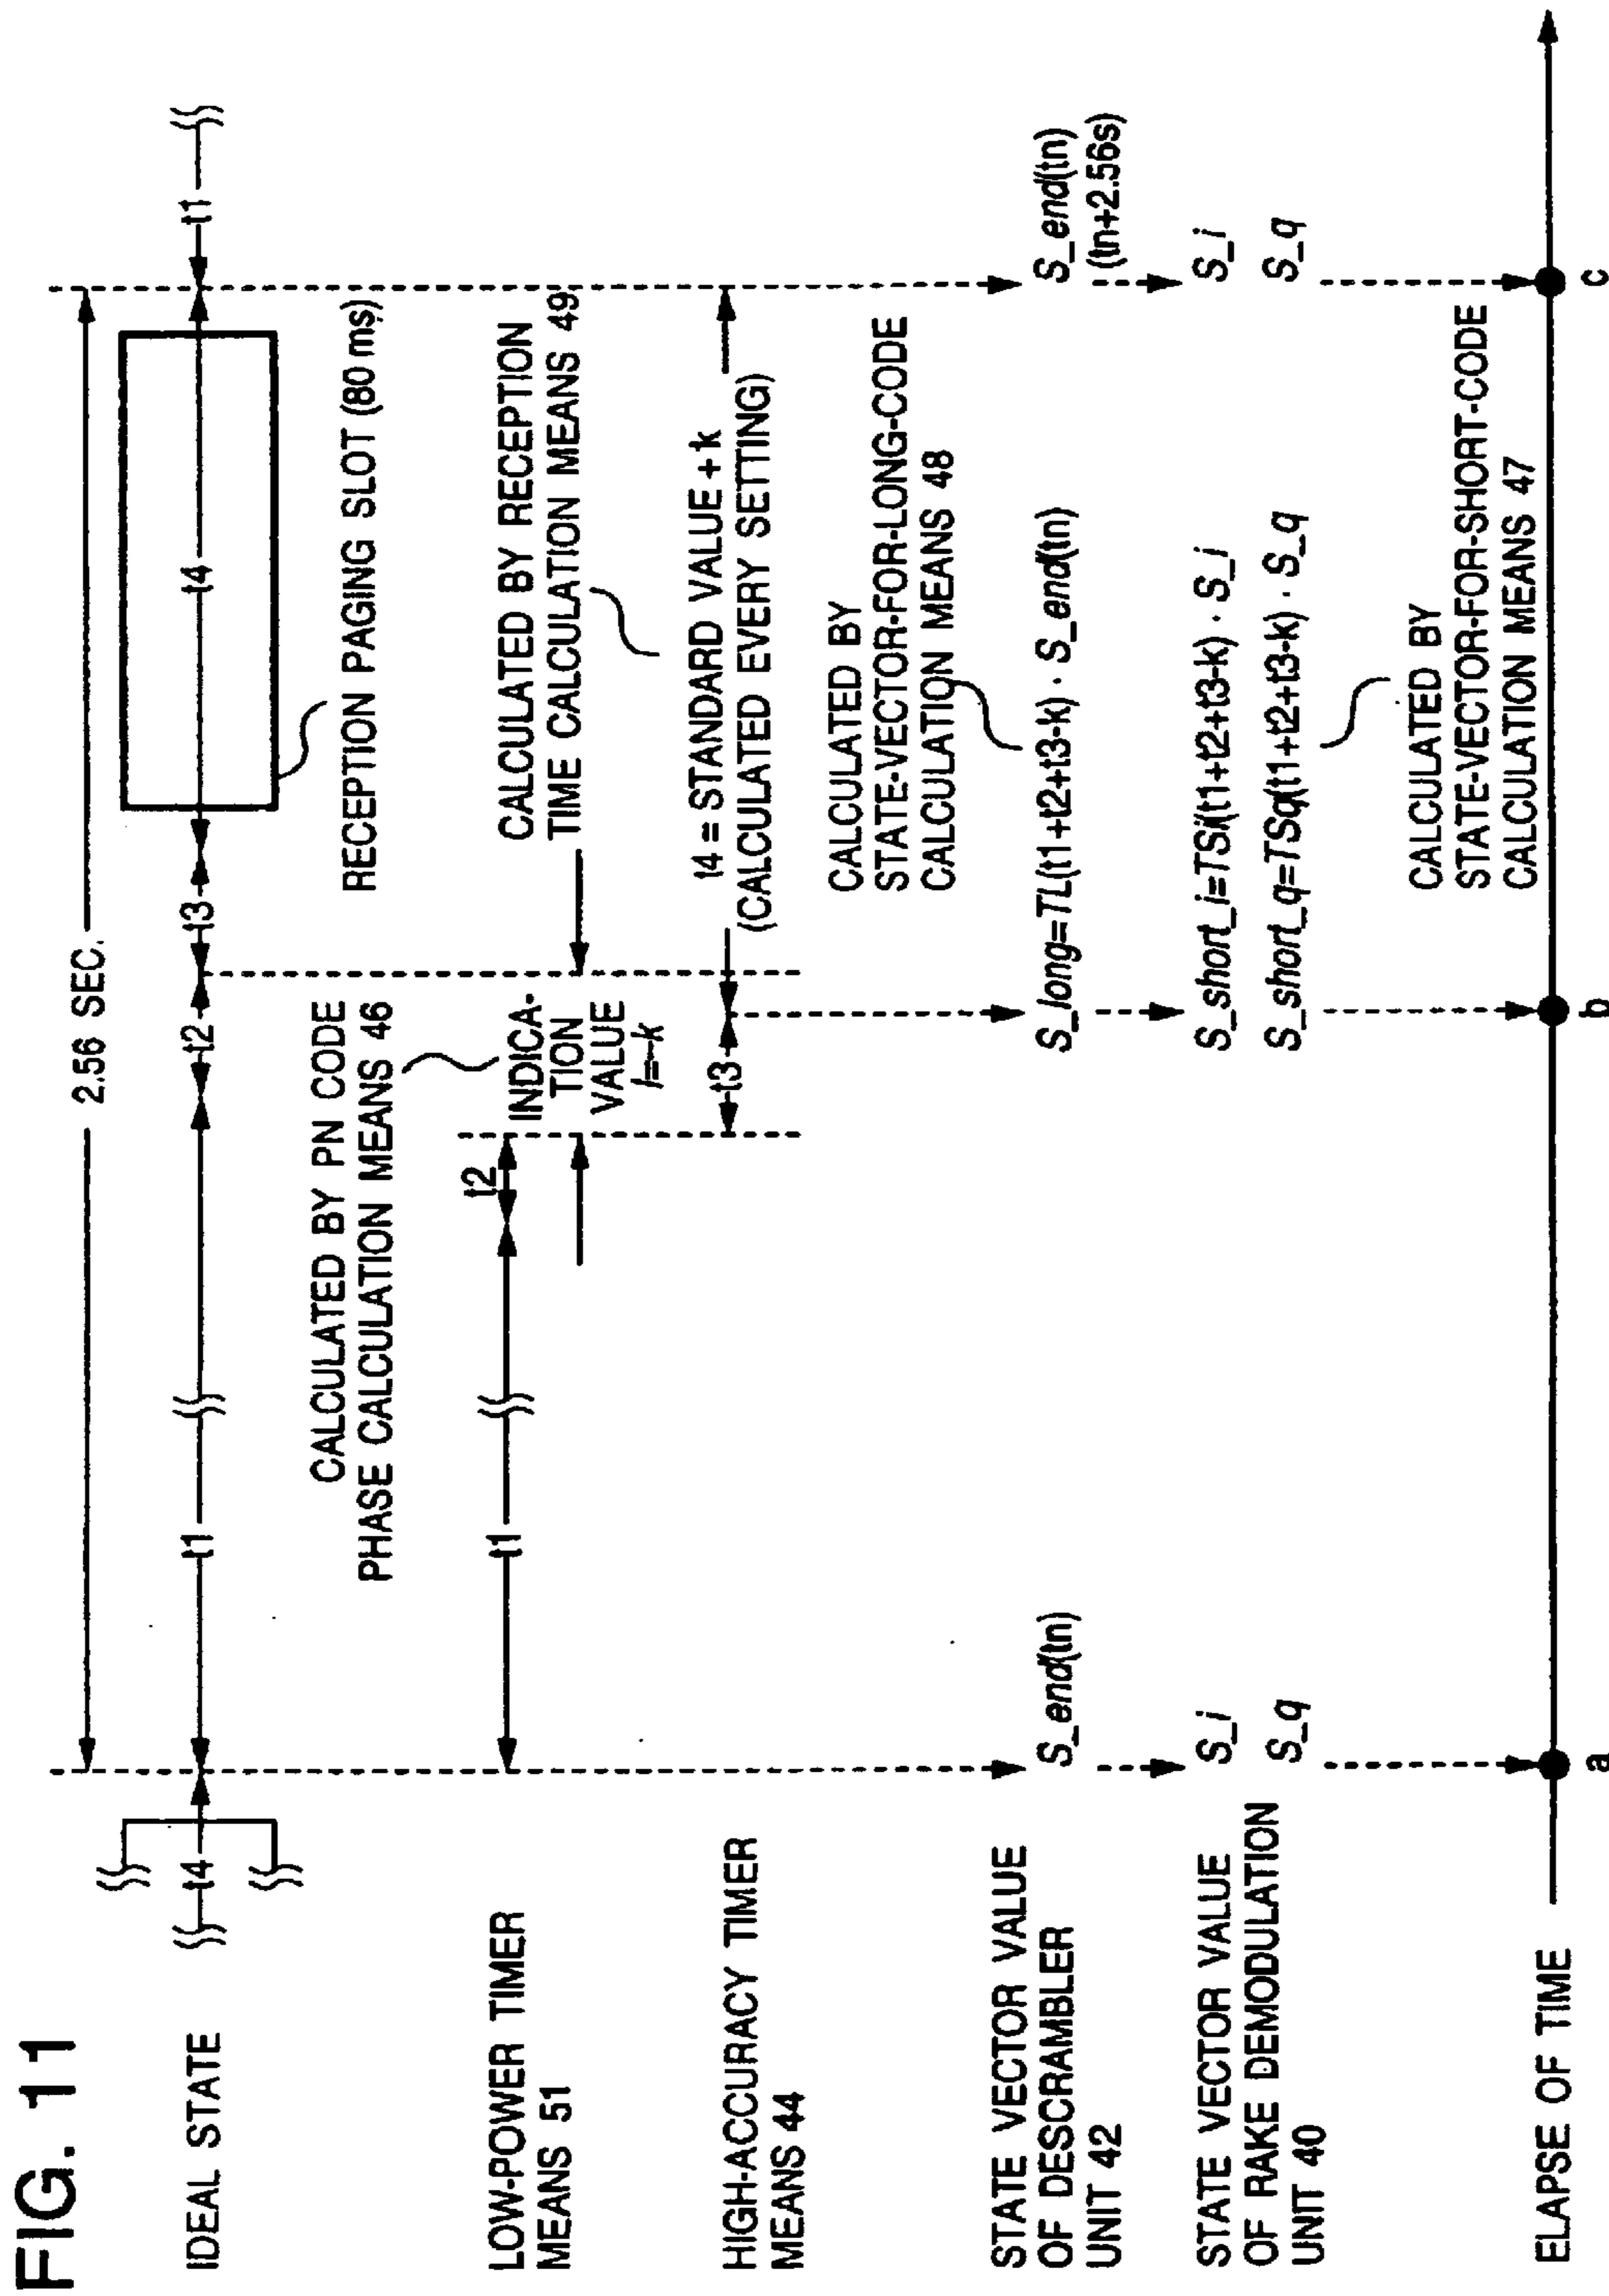 FIG. 11
2.56 SEC.
IDEAL STATE
t4
t1
t2
t3
t4
t1
RECEPTION PAGING SLOT (80 ms)
CALCULATED BY PN CODE
PHASE CALCULATION MEANS 46
LOW-POWER TIMER
MEANS 51
t1
t2
INDICA-
TION
VALUE
l=-k
CALCULATED BY RECEPTION
TIME CALCULATION MEANS 49
HIGH-ACCURACY TIMER
MEANS 44
t3
t4 = STANDARD VALUE + k
(CALCULATED EVERY SETTING)
CALCULATED BY
STATE-VECTOR-FOR-LONG-CODE
CALCULATION MEANS 48
STATE VECTOR VALUE
OF DESCRAMBLER
UNIT 42
S_end(tn)
S_long=TL(t1+t2+t3-k) · S_end(tn)
S_end(tn)
(tn+2.56s)
STATE VECTOR VALUE
OF RAKE DEMODULATION
UNIT 40
S_i
S_q
S_short_i=TSi(t1+t2+t3-k) · S_i
S_short_q=TSq(t1+t2+t3-k) · S_q
S_i
S_q
CALCULATED BY
STATE-VECTOR-FOR-SHORT-CODE
CALCULATION MEANS 47
ELAPSE OF TIME
a
b
c